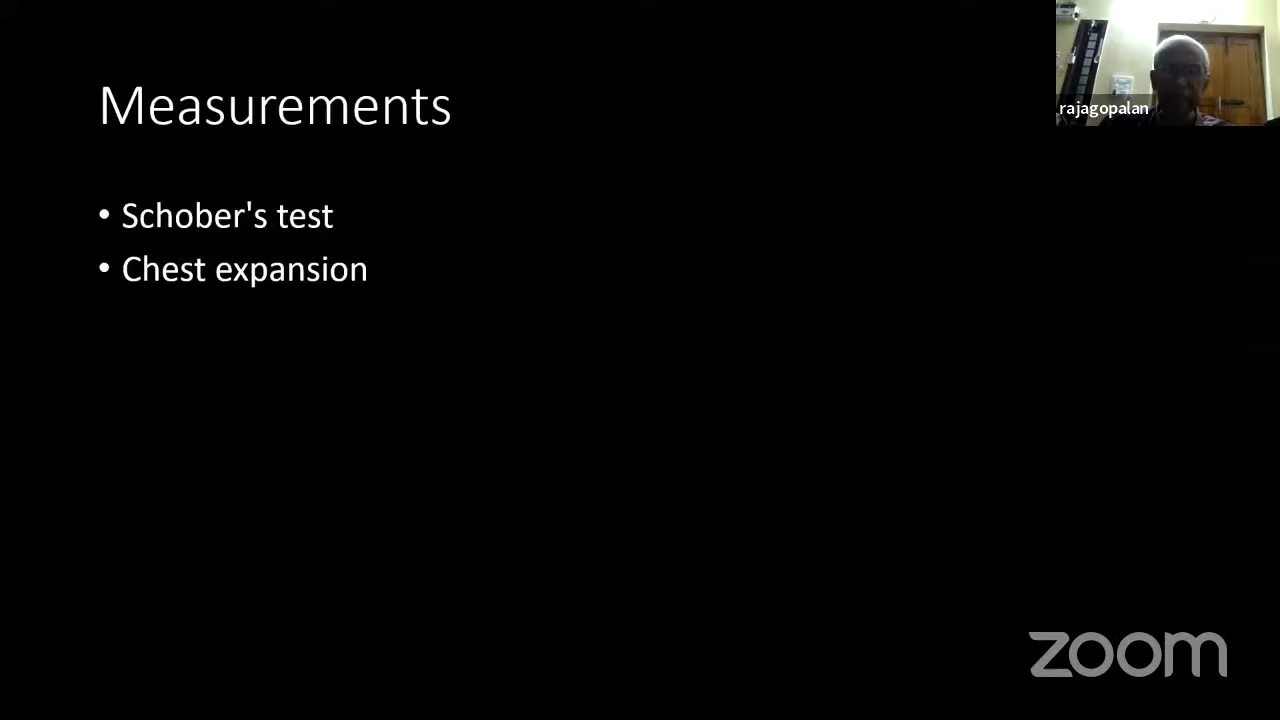 Measurements
rajagopalan
• Schober's test
• Chest expansion
zoom